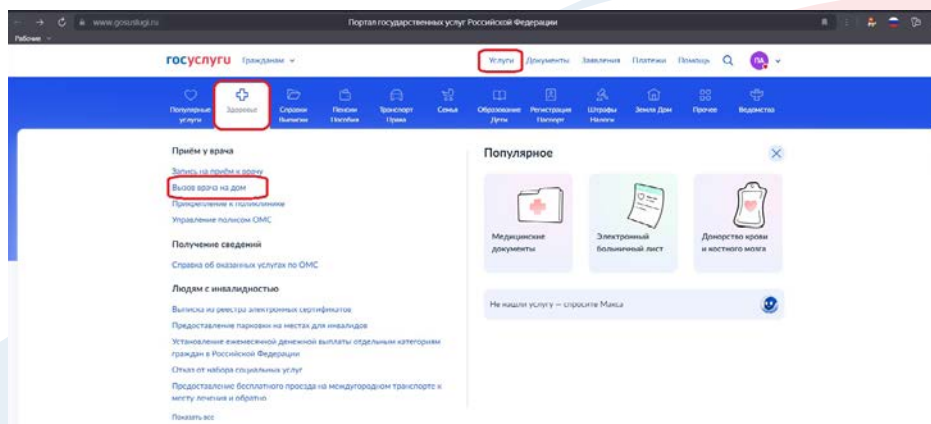 www.gosuslugi.ru
Портал государственных услуг Российской Федерации
Рабочие
госуслуги Гражданам
Услуги Документы Заявления Платежи Помощь ПА
Популярные услуги
Здоровье
Справки Выписки
Пенсии Пособия
Транспорт Права
Семья
Образование Дети
Регистрация Паспорт
Штрафы Налоги
Земля Дом
Прочее
Ведомства
Приём у врача
Запись на приём к врачу
Вызов врача на дом
Прикрепление к поликлинике
Управление полисом ОМС
Получение сведений
Справка об оказанных услугах по ОМС
Людям с инвалидностью
Выписка из реестра электронных сертификатов
Предоставление парковки на местах для инвалидов
Установление ежемесячной денежной выплаты отдельным категориям
граждан в Российской Федерации
Отказ от набора социальных услуг
Предоставление бесплатного проезда на междугородном транспорте к
месту лечения и обратно
Показать все
Популярное
Медицинские
документы
Электронный
больничный лист
Донорство крови
и костного мозга
Не нашли услугу — спросите Макса